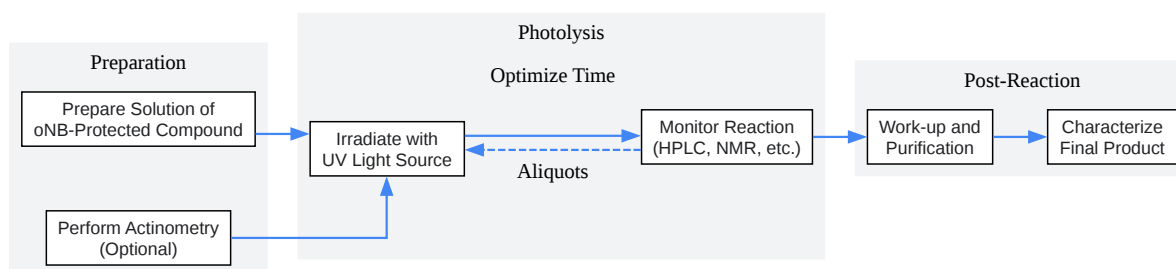 Preparation
Prepare Solution of
oNB-Protected Compound
Perform Actinometry
(Optional)
Photolysis
Optimize Time
Irradiate with
UV Light Source
Monitor Reaction
(HPLC, NMR, etc.)
Aliquots
Post-Reaction
Work-up and
Purification
Characterize
Final Product